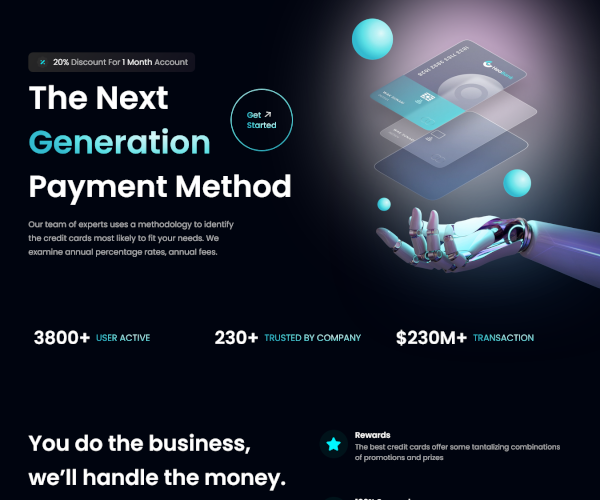 20% Discount For 1 Month Account
The Next
Generation
Payment Method
Get
Started
Our team of experts uses a methodology to identify
the credit cards most likely to fit your needs. We
examine annual percentage rates, annual fees.
3800+ USER ACTIVE
230+ TRUSTED BY COMPANY
$230M+ TRANSACTION
You do the business,
we’ll handle the money.
Rewards
The best credit cards offer some tantalizing combinations
of promotions and prizes